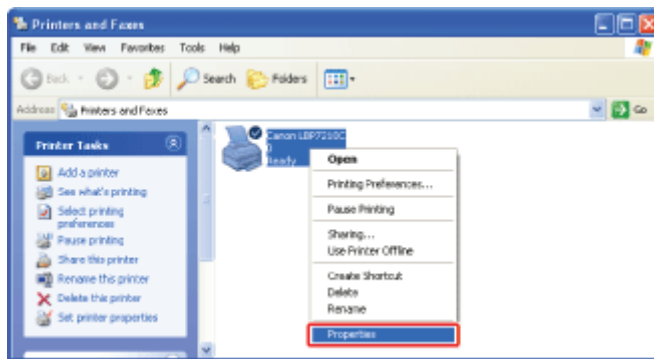 Printers and Faxes
File Edit View Favorites Tools Help
Back Search Folders
Address Printers and Faxes Go
Printer Tasks
Add a printer
See what's printing
Select printing
preferences
Pause printing
Share this printer
Rename this printer
Delete this printer
Set printer properties
Canon LBP7210C
0
Ready
Open
Printing Preferences...
Pause Printing
Sharing...
Use Printer Offline
Create Shortcut
Delete
Rename
Properties